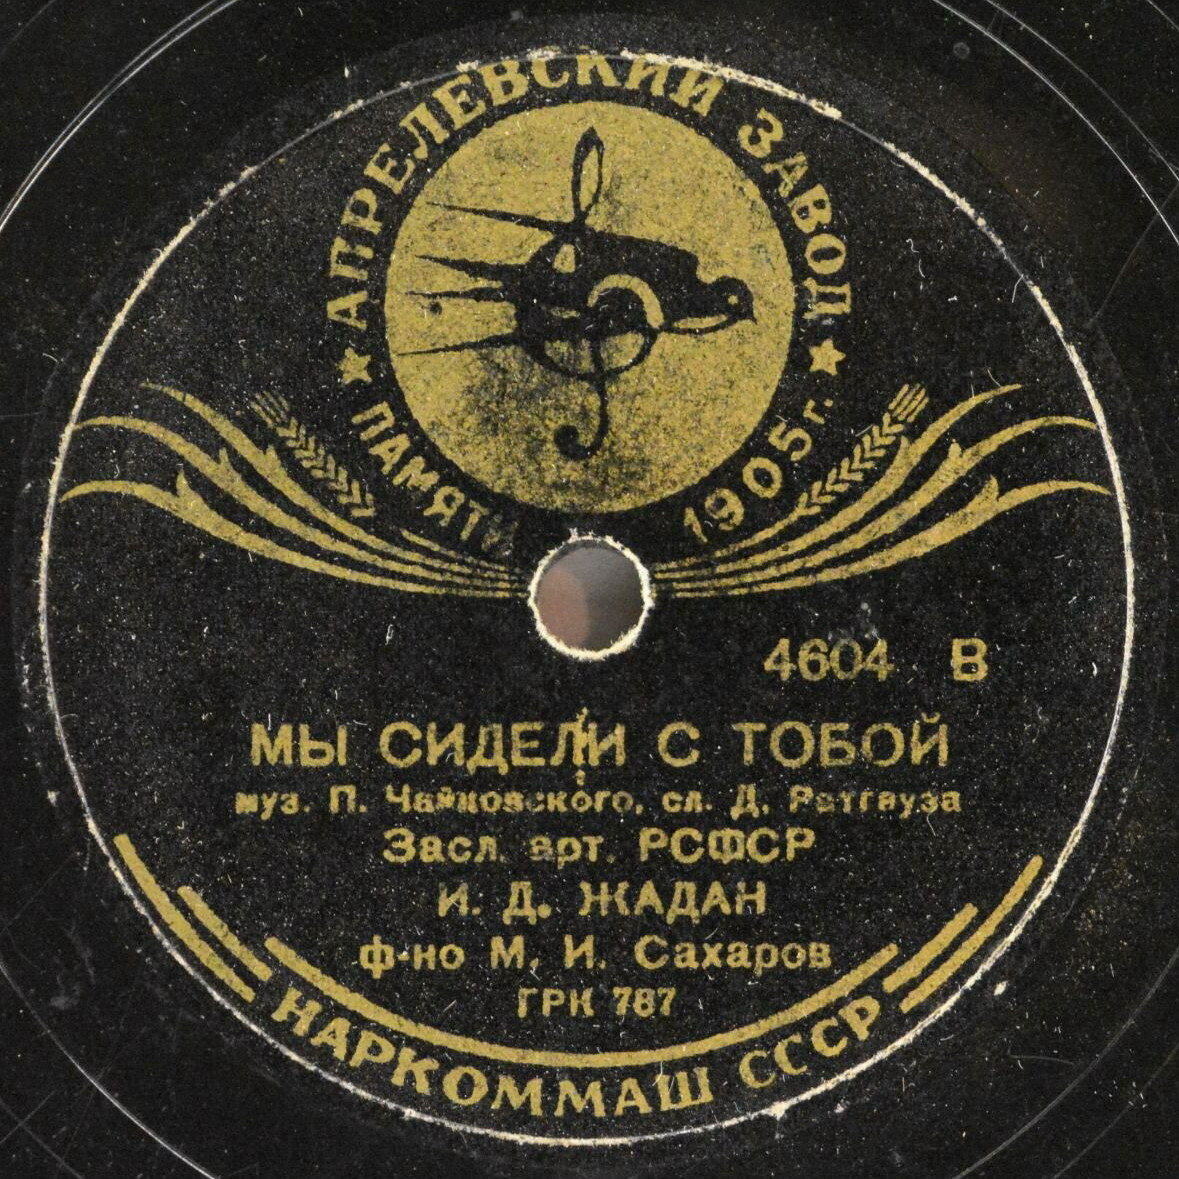 АПРЕЛЕВСКИЙ ЗАВОД
ПАМЯТИ 1905 г.
4604 В
МЫ СИДЕЛИ С ТОБОЙ
муз. П. Чайковского, сл. Д. Ратгауза
Засл. арт. РСФСР
И. Д. ЖАДАН
ф-но М. И. Сахаров
ГРК 787
НАРКОММАШ СССР